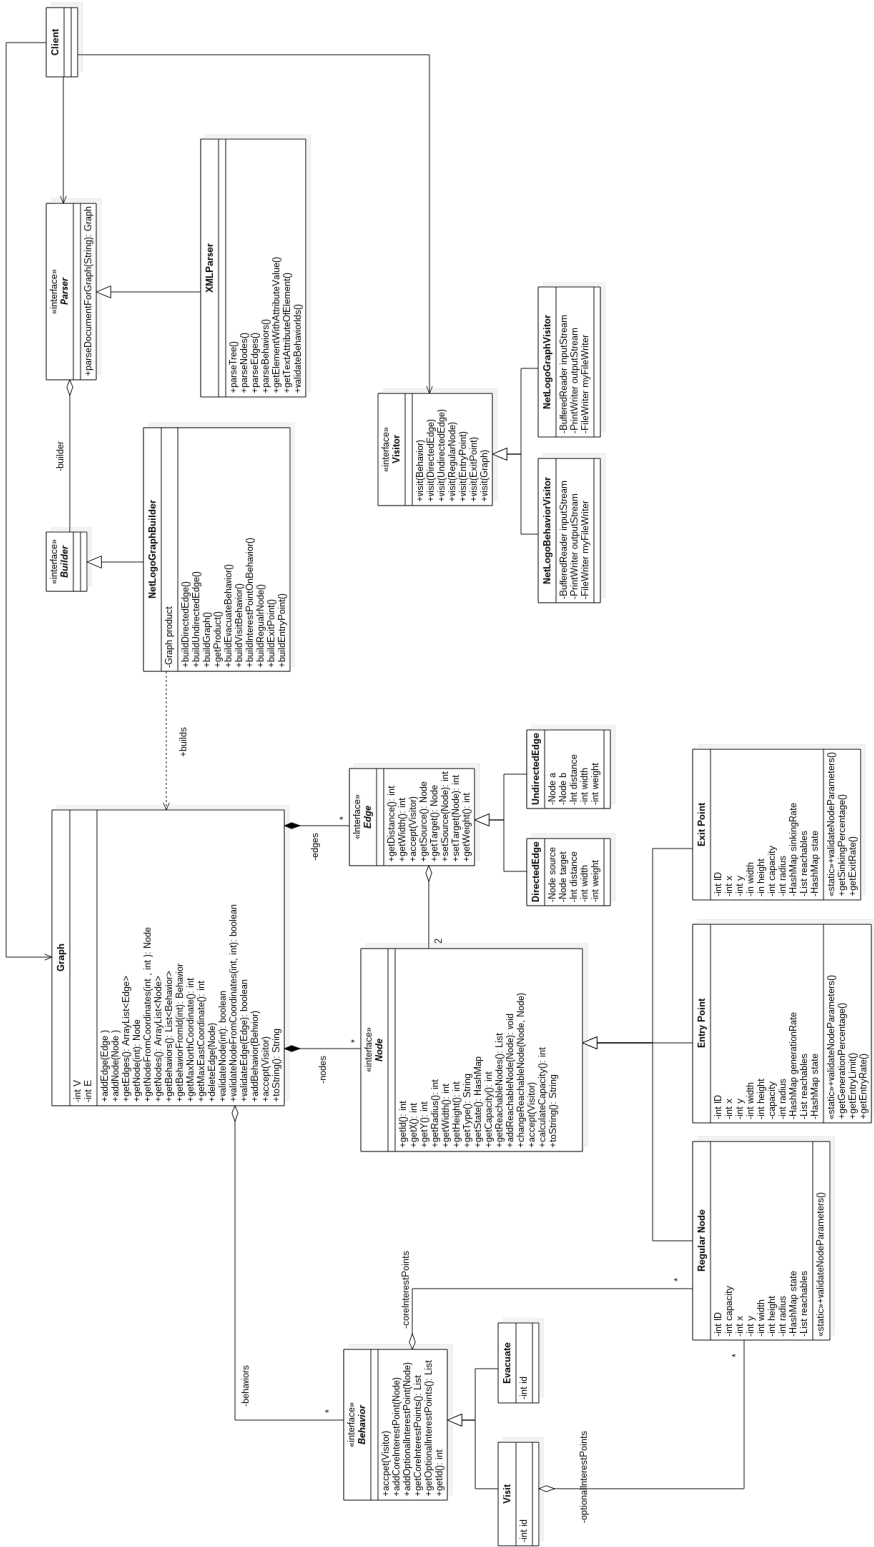 Client
«interface»
Parser
+parseDocumentForGraph(String): Graph
XMLParser
+parseTree()
+parseNodes()
+parseEdges()
+parseBehaviors()
+getElementWithAttributeValue()
+getTextAttributeOfElement()
+validateBehaviorIds()
-builder
«interface»
Builder
NetLogoGraphBuilder
-Graph product
+buildDirectedEdge()
+buildUndirectedEdge()
+buildGraph()
+getProduct()
+buildEvacuateBehavior()
+buildVisitBehavior()
+buildInterestPointOnBehavior()
+buildRegualrNode()
+buildExitPoint()
+buildEntryPoint()
+builds
«interface»
Visitor
+visit(Behavior)
+visit(DirectedEdge)
+visit(UndirectedEdge)
+visit(RegularNode)
+visit(EntryPoint)
+visit(ExitPoint)
+visit(Graph)
NetLogoGraphVisitor
-BufferedReader inputStream
-PrintWriter outputStream
-FileWriter myFileWriter
NetLogoBehaviorVisitor
-BufferedReader inputStream
-PrintWriter outputStream
-FileWriter myFileWriter
Graph
-int V
-int E
+addEdge(Edge )
+addNode(Node )
+getEdges(): ArrayList<Edge>
+getNode(int): Node
+getNodeFromCoordinates(int , int ): Node
+getNodes(): ArrayList<Node>
+getBehaviors(): List<Behavior>
+getBehaviorFromId(int): Behavior
+getMaxNorthCoordinate(): int
+getMaxEastCoordinate(): int
+deleteEdge(Node)
+validateNode(int): boolean
+validateNodeFromCoordinates(int, int): boolean
+validateEdge(Edge): boolean
+addBehavior(Behvior)
+accept(Visitor)
+toString(): String
-edges
*
«Interface»
Edge
+getDistance(): int
+getWidth(): int
+accept(Visitor)
+getSource(): Node
+getTarget(): Node
+setSource(Node): int
+setTarget(Node): int
+getWeight(): int
UndirectedEdge
-Node a
-Node b
-Int distance
-int width
-int weight
DirectedEdge
-Node source
-Node target
-Int distance
-int width
-int weight
2
-nodes
*
«interface»
Node
+getId(): int
+getX(): int
+getY(): int
+getRadius(): int
+getWidth(): int
+getHeight(): int
+getType(): String
+getState(): HashMap
+getCapacity(): int
+getReachableNodes(): List
+addReachableNode(Node): void
+changeReachableNode(Node, Node)
+accept(Visitor)
+calculateCapacity(): int
+toString(): String
Exit Point
-int ID
-int x
-int y
-in width
-in height
-int capacity
-int radius
-HashMap sinkingRate
-List reachables
-HashMap state
«static»+validateNodeParameters()
+getSinkingPercentage()
+getExitRate()
Entry Point
-int ID
-int x
-int y
-int width
-int height
-capacity
-int radius
-HashMap generationRate
-List reachables
-HashMap state
«static»+validateNodeParameters()
+getGenerationPercentage()
+getEntryLimit()
+getEntryRate()
Regular Node
-int ID
-int capacity
-int x
-int y
-int width
-int height
-int radius
-HashMap state
-List reachables
«static»+validateNodeParameters()
-behaviors
*
-coreInterestPoints
*
«interface»
Behavior
+accpet(Visitor)
+addCoreInterestPoint(Node)
+addOptionalInterestPoint(Node)
+getCoreInterestPoints(): List
+getOptionalInterestPoints(): List
+getId(): int
Evacuate
-int id
Visit
-int id
*
-optionalInterestPoints